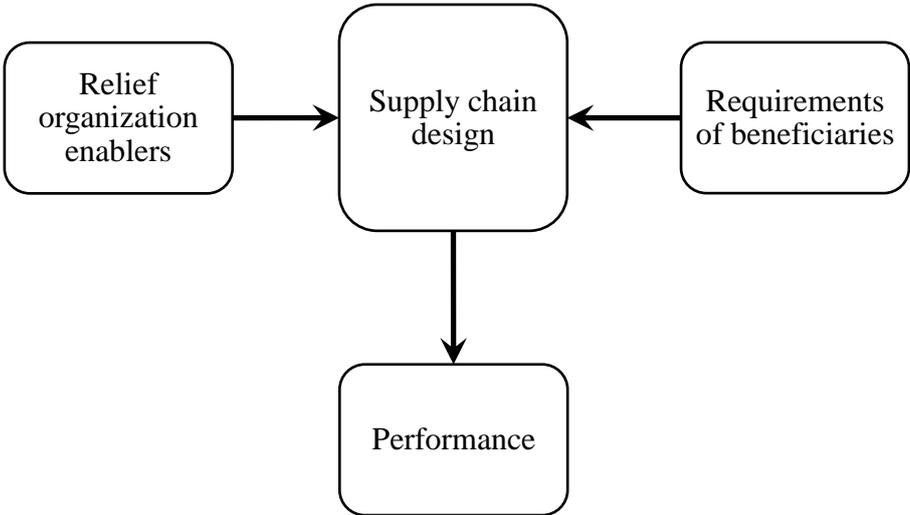 Relief
organization
enablers
Supply chain
design
Requirements
of beneficiaries
Performance